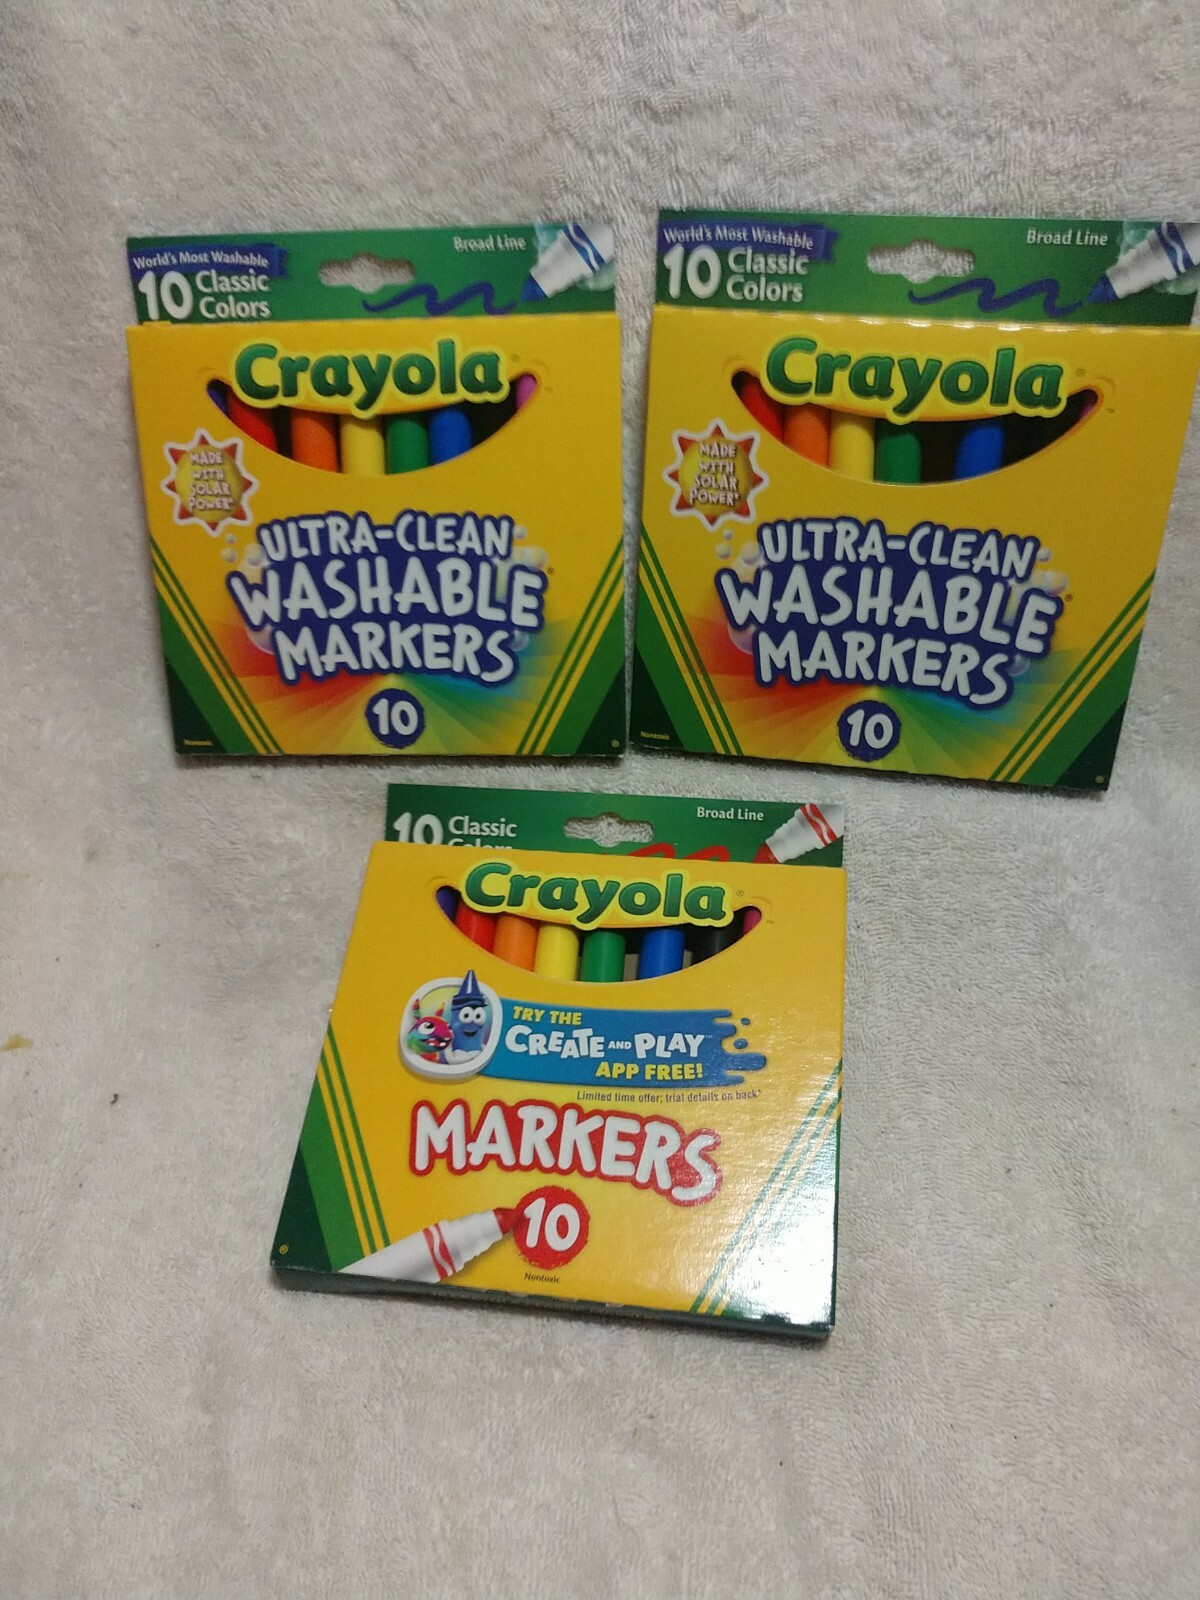 World's Most Washable
10 Classic
Colors
Broad Line
Crayola
MADE
WITH
SOLAR
POWER*
ULTRA-CLEAN
WASHABLE
MARKERS
10
Nontoxic
World's Most Washable
10 Classic
Colors
Broad Line
Crayola
MADE
WITH
SOLAR
POWER*
ULTRA-CLEAN
WASHABLE
MARKERS
10
Nontoxic
10 Classic
Colors
Broad Line
Crayola
TRY THE
CREATE AND PLAY
APP FREE!
Limited time offer; trial details on back*
MARKERS
10
Nontoxic